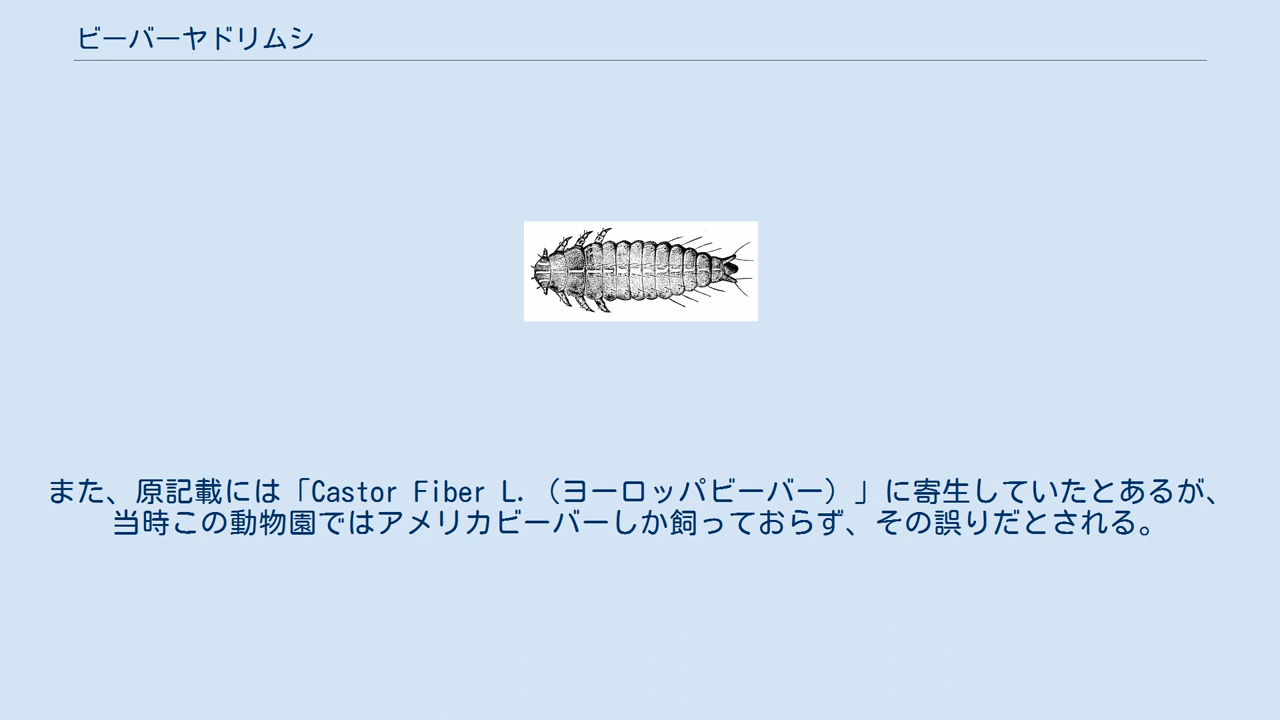 ビーバーヤドリムシ
また、原記載には「Castor Fiber L.（ヨーロッパビーバー）」に寄生していたとあるが、
当時この動物園ではアメリカビーバーしか飼っておらず、その誤りだとされる。